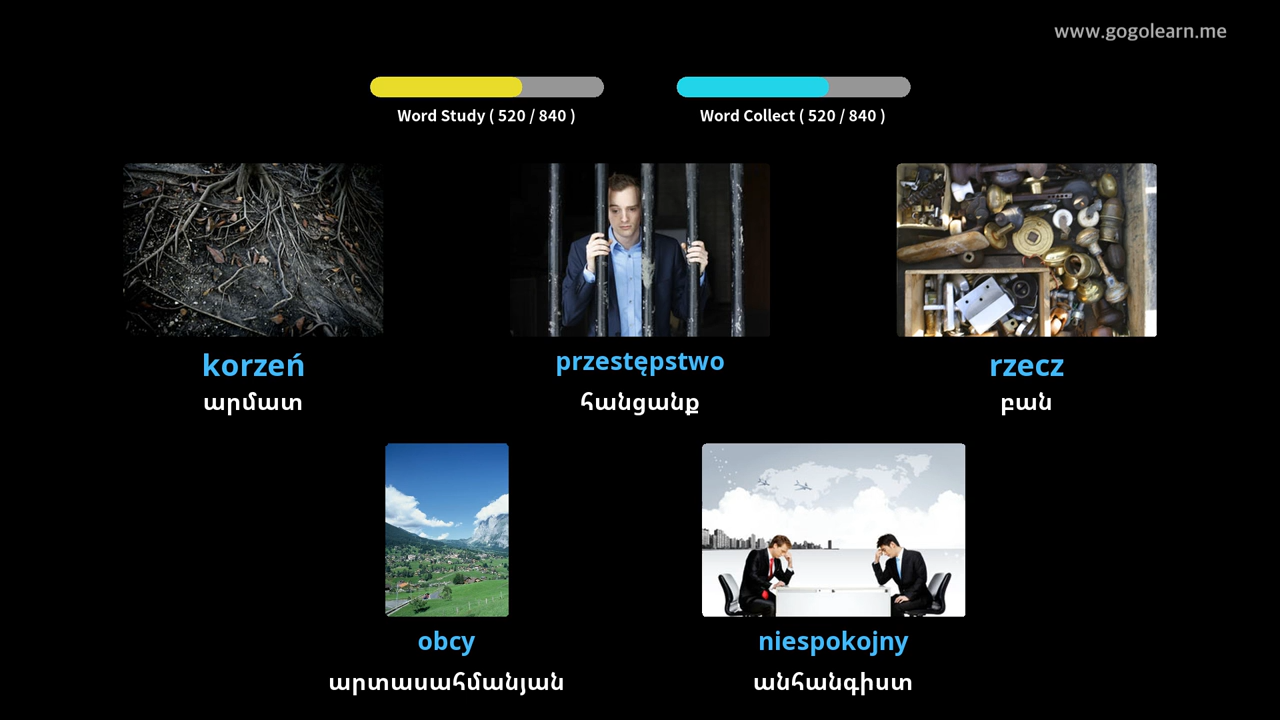 www.gogolearn.me
Word Study ( 520 / 840 )
Word Collect ( 520 / 840 )
korzeń
արմատ
przestępstwo
հանցանք
rzecz
բան
obcy
արտասահմանյան
niespokojny
անհանգիստ